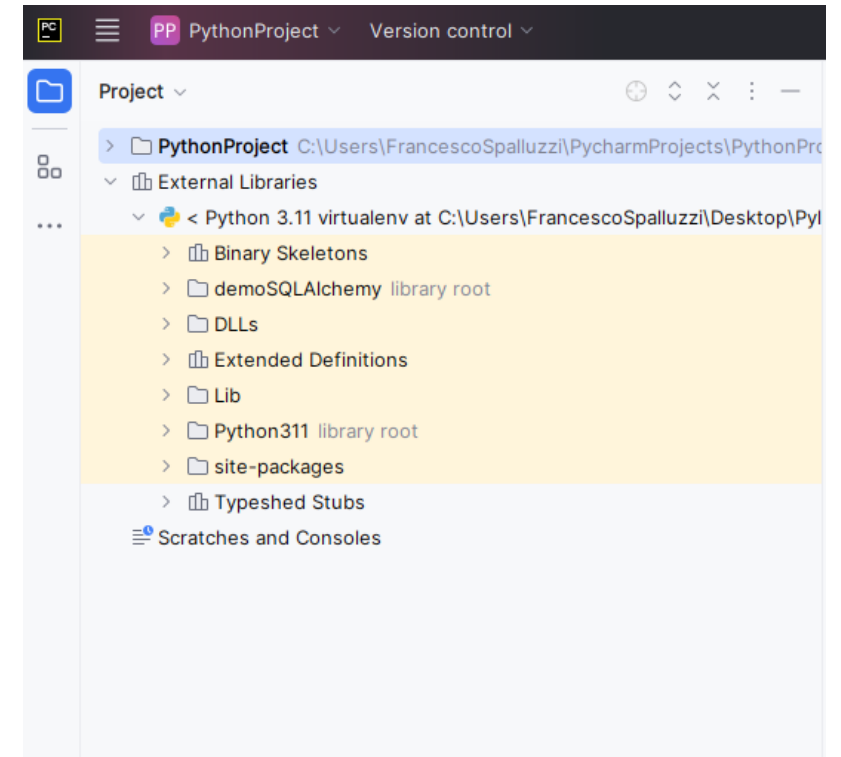 PC
PP PythonProject Version control
Project
PythonProject C:\Users\FrancescoSpalluzzi\PycharmProjects\PythonPro
External Libraries
< Python 3.11 virtualenv at C:\Users\FrancescoSpalluzzi\Desktop\Pyl
Binary Skeletons
demoSQLAlchemy library root
DLLs
Extended Definitions
Lib
Python311 library root
site-packages
Typeshed Stubs
Scratches and Consoles